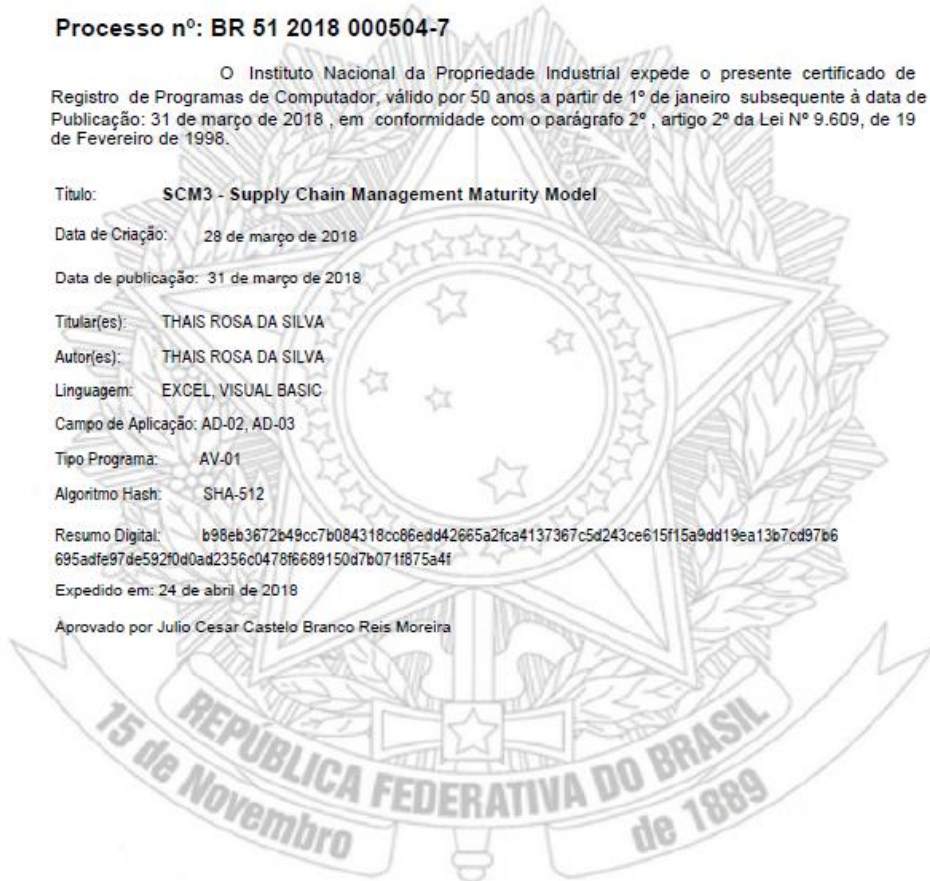 Processo nº: BR 51 2018 000504-7
O Instituto Nacional da Propriedade Industrial expede o presente certificado de
Registro de Programas de Computador, válido por 50 anos a partir de 1º de janeiro subsequente à data de
Publicação: 31 de março de 2018 , em conformidade com o parágrafo 2º , artigo 2º da Lei Nº 9.609, de 19
de Fevereiro de 1998.
Título: SCM3 - Supply Chain Management Maturity Model
Data de Criação: 28 de março de 2018
Data de publicação: 31 de março de 2018
Titular(es): THAIS ROSA DA SILVA
Autor(es): THAIS ROSA DA SILVA
Linguagem: EXCEL, VISUAL BASIC
Campo de Aplicação: AD-02, AD-03
Tipo Programa: AV-01
Algoritmo Hash: SHA-512
Resumo Digital: b98eb3672b49cc7b084318cc86edd42665a2fca4137367c5d243ce615f15a9dd19ea13b7cd97b6
695adfe97de592f0d0ad2356c0478f6689150d7b071f875a4f
Expedido em: 24 de abril de 2018
Aprovado por Julio Cesar Castelo Branco Reis Moreira
REPÚBLICA FEDERATIVA DO BRASIL
15 de Novembro de 1889